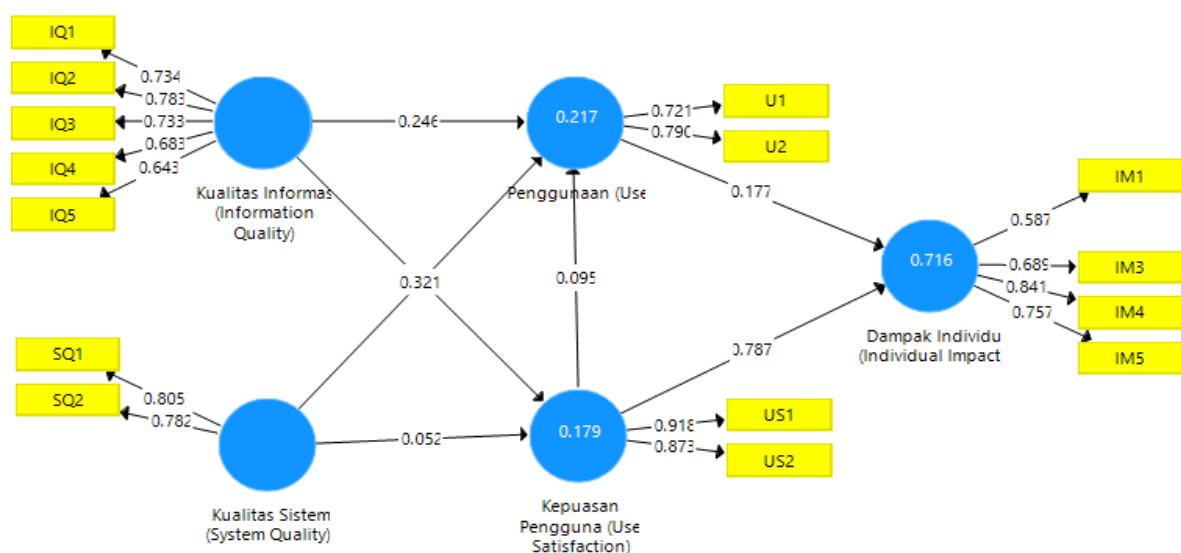 IQ1
IQ2
IQ3
IQ4
IQ5
0.734
0.783
0.733
0.683
0.643
Kualitas Informas
(Information
Quality)
0.246
0.321
SQ1
SQ2
0.805
0.782
Kualitas Sistem
(System Quality)
0.052
0.217
Penggunaan (Use
0.721
0.790
U1
U2
0.095
0.177
0.179
Kepuasan
Pengguna (Use
Satisfaction)
0.918
0.873
US1
US2
0.787
0.716
Dampak Individu
(Individual Impact
0.587
0.689
0.841
0.757
IM1
IM3
IM4
IM5